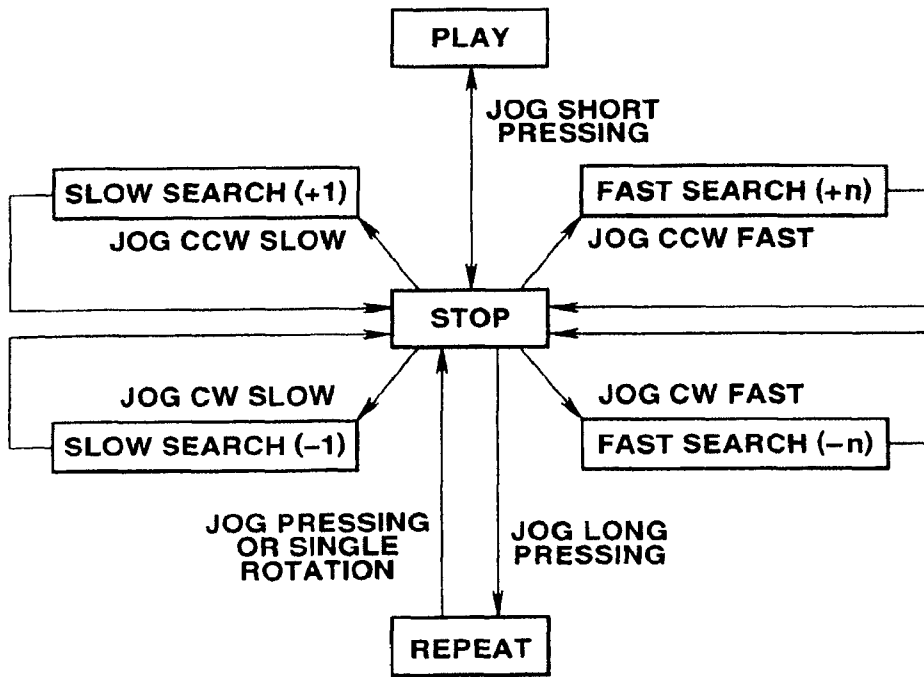 PLAY
JOG SHORT
PRESSING
SLOW SEARCH (+1)
FAST SEARCH (+n)
JOG CCW SLOW
JOG CCW FAST
STOP
JOG CW SLOW
JOG CW FAST
SLOW SEARCH (−1)
FAST SEARCH (−n)
JOG PRESSING
OR SINGLE
ROTATION
JOG LONG
PRESSING
REPEAT